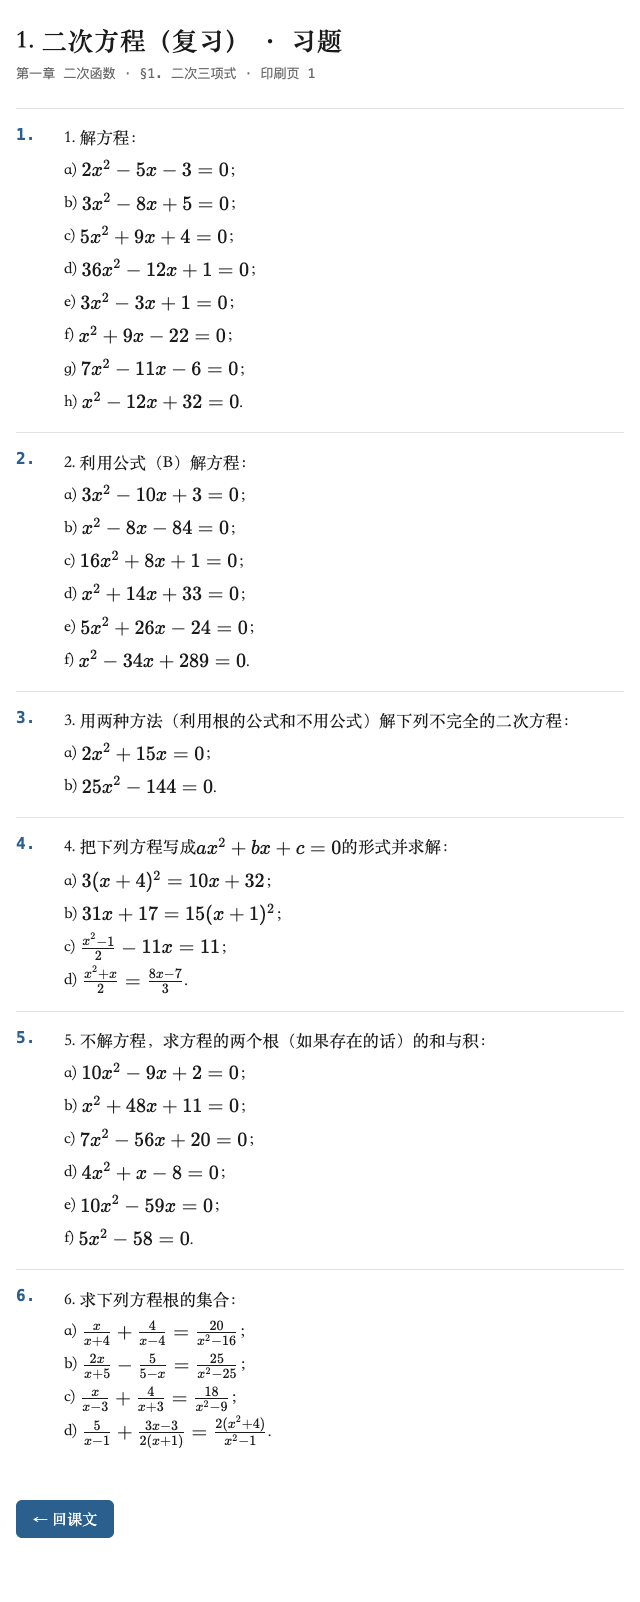 1. 二次方程（复习） · 习题
第一章 二次函数 · §1. 二次三项式 · 印刷页 1
1. 1. 解方程：
a) 2x² − 5x − 3 = 0；
b) 3x² − 8x + 5 = 0；
c) 5x² + 9x + 4 = 0；
d) 36x² − 12x + 1 = 0；
e) 3x² − 3x + 1 = 0；
f) x² + 9x − 22 = 0；
g) 7x² − 11x − 6 = 0；
h) x² − 12x + 32 = 0.
2. 2. 利用公式（B）解方程：
a) 3x² − 10x + 3 = 0；
b) x² − 8x − 84 = 0；
c) 16x² + 8x + 1 = 0；
d) x² + 14x + 33 = 0；
e) 5x² + 26x − 24 = 0；
f) x² − 34x + 289 = 0.
3. 3. 用两种方法（利用根的公式和不用公式）解下列不完全的二次方程：
a) 2x² + 15x = 0；
b) 25x² − 144 = 0.
4. 4. 把下列方程写成ax² + bx + c = 0的形式并求解：
a) 3(x + 4)² = 10x + 32；
b) 31x + 17 = 15(x + 1)²；
c) (x²−1)/2 − 11x = 11；
d) (x²+x)/2 = (8x−7)/3.
5. 5. 不解方程，求方程的两个根（如果存在的话）的和与积：
a) 10x² − 9x + 2 = 0；
b) x² + 48x + 11 = 0；
c) 7x² − 56x + 20 = 0；
d) 4x² + x − 8 = 0；
e) 10x² − 59x = 0；
f) 5x² − 58 = 0.
6. 6. 求下列方程根的集合：
a) x/(x+4) + 4/(x−4) = 20/(x²−16)；
b) 2x/(x+5) − 5/(5−x) = 25/(x²−25)；
c) x/(x−3) + 4/(x+3) = 18/(x²−9)；
d) 5/(x−1) + (3x−3)/(2(x+1)) = 2(x²+4)/(x²−1).
← 回课文